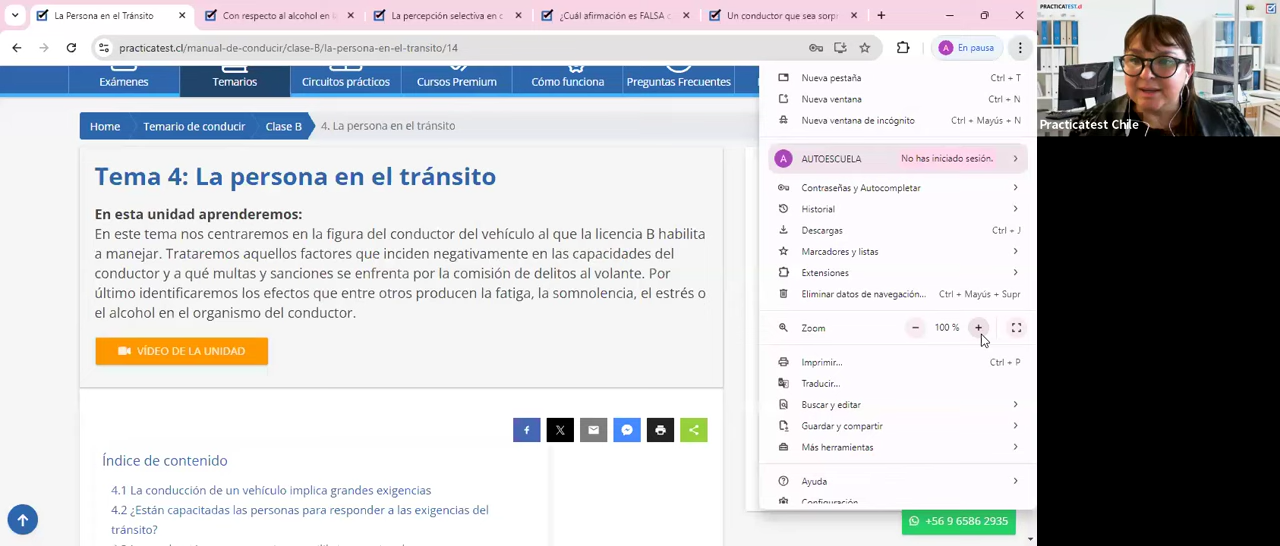 La Persona en el Tránsito
Con respecto al alcohol en
La percepción selectiva en c
¿Cuál afirmación es FALSA c
Un conductor que sea sorpr
practicatest.cl/manual-de-conducir/clase-B/la-persona-en-el-transito/14
A En pausa
Exámenes
Temarios
Circuitos prácticos
Cursos Premium
Cómo funciona
Preguntas Frecuentes
Home
Temario de conducir
Clase B
4. La persona en el tránsito
Tema 4: La persona en el tránsito
En esta unidad aprenderemos:
En este tema nos centraremos en la figura del conductor del vehículo al que la licencia B habilita
a manejar. Trataremos aquellos factores que inciden negativamente en las capacidades del
conductor y a qué multas y sanciones se enfrenta por la comisión de delitos al volante. Por
último identificaremos los efectos que entre otros producen la fatiga, la somnolencia, el estrés o
el alcohol en el organismo del conductor.
VÍDEO DE LA UNIDAD
Índice de contenido
4.1 La conducción de un vehículo implica grandes exigencias
4.2 ¿Están capacitadas las personas para responder a las exigencias del
tránsito?
Nueva pestaña Ctrl + T
Nueva ventana Ctrl + N
Nueva ventana de incógnito Ctrl + Mayús + N
A AUTOESCUELA No has iniciado sesión.
Contraseñas y Autocompletar
Historial
Descargas Ctrl + J
Marcadores y listas
Extensiones
Eliminar datos de navegación... Ctrl + Mayús + Supr
Zoom − 100 % +
Imprimir... Ctrl + P
Traducir...
Buscar y editar
Guardar y compartir
Más herramientas
Ayuda
Configuración
+56 9 6586 2935
PRACTICATEST.cl
Practicatest Chile